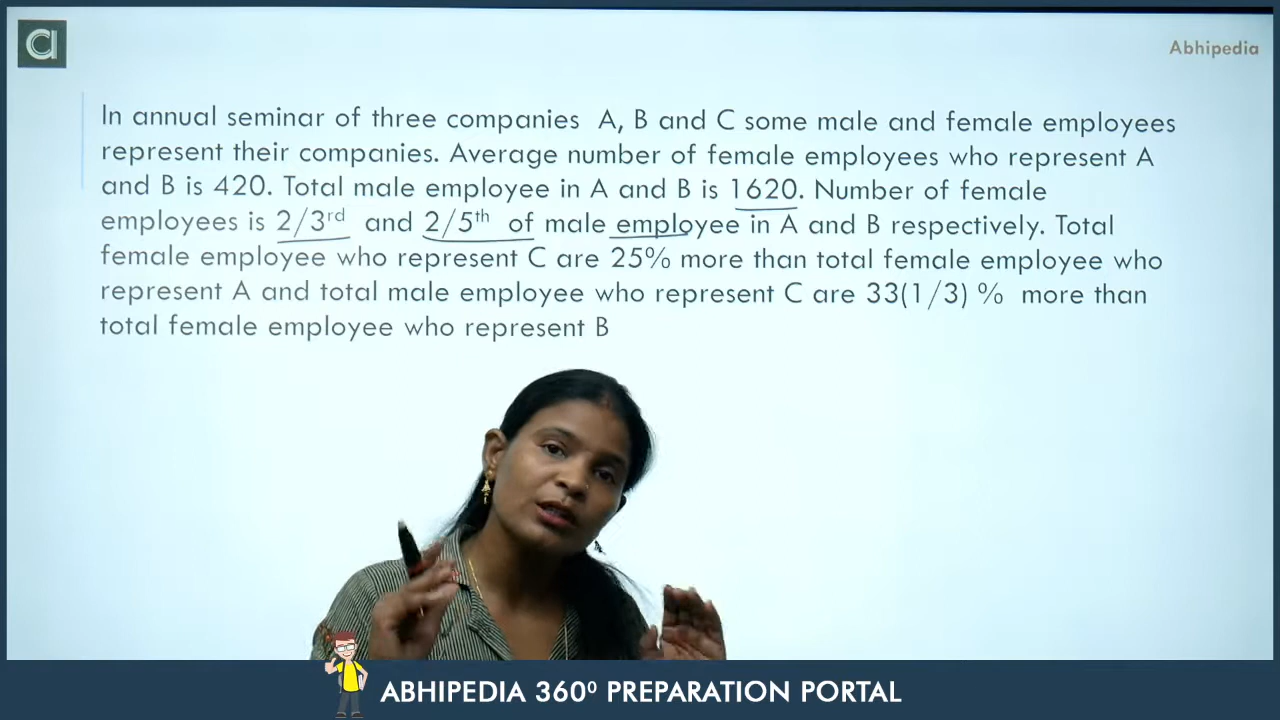 Abhipedia
In annual seminar of three companies A, B and C some male and female employees
represent their companies. Average number of female employees who represent A
and B is 420. Total male employee in A and B is 1620. Number of female
employees is 2/3rd and 2/5th of male employee in A and B respectively. Total
female employee who represent C are 25% more than total female employee who
represent A and total male employee who represent C are 33(1/3) % more than
total female employee who represent B
ABHIPEDIA 360⁰ PREPARATION PORTAL